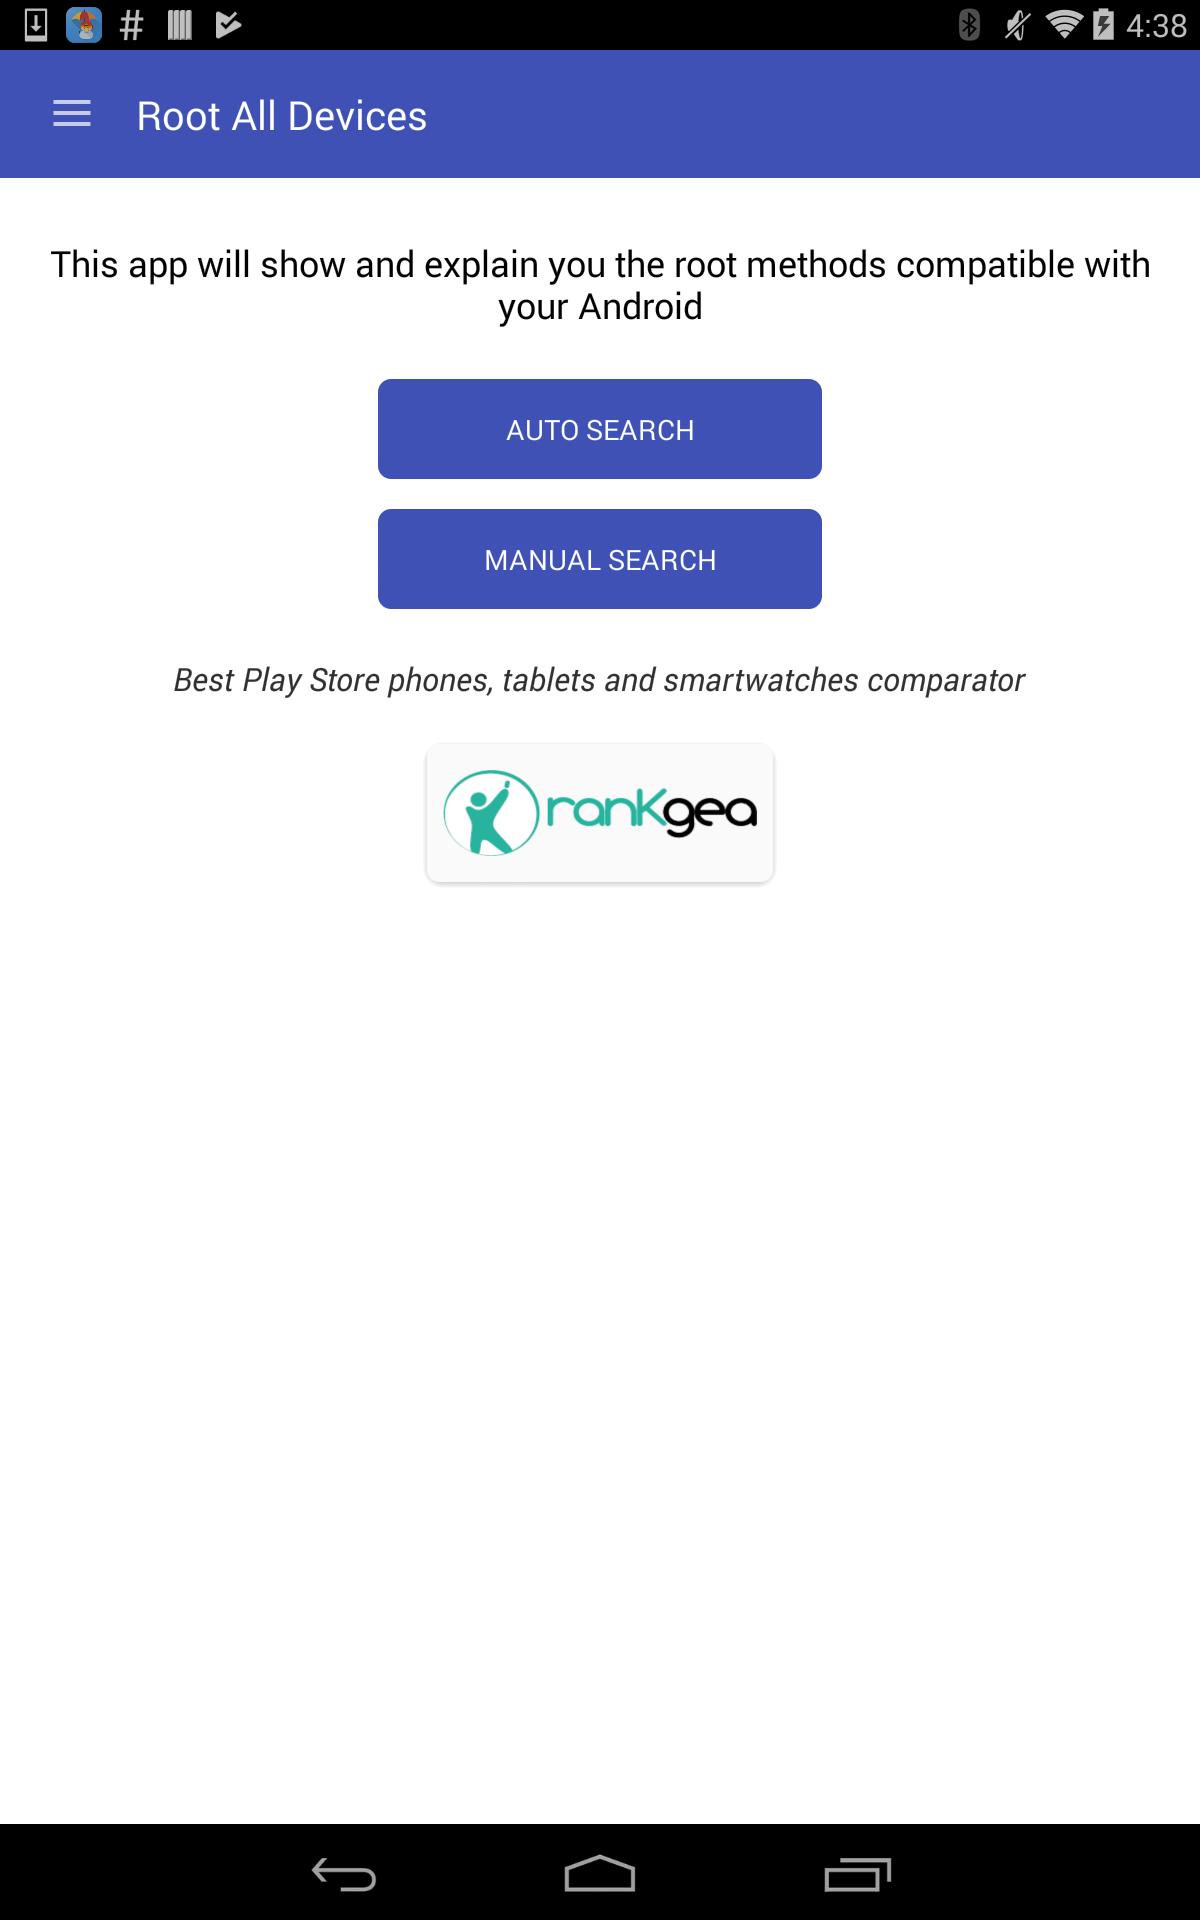 4:38
Root All Devices
This app will show and explain you the root methods compatible with
your Android
AUTO SEARCH
MANUAL SEARCH
Best Play Store phones, tablets and smartwatches comparator
rankgea